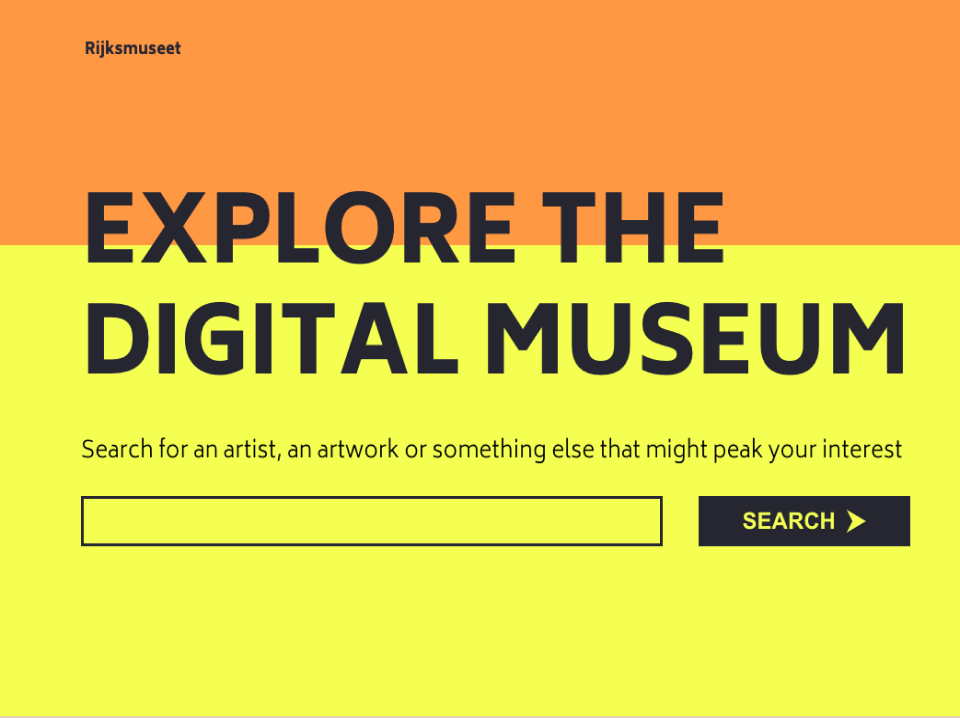 Rijksmuseet
EXPLORE THE
DIGITAL MUSEUM
Search for an artist, an artwork or something else that might peak your interest
SEARCH